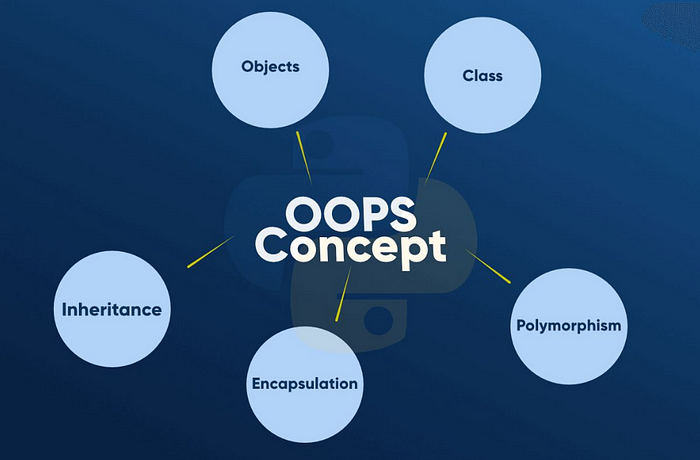 Objects
Class
OOPS
Concept
Inheritance
Polymorphism
Encapsulation